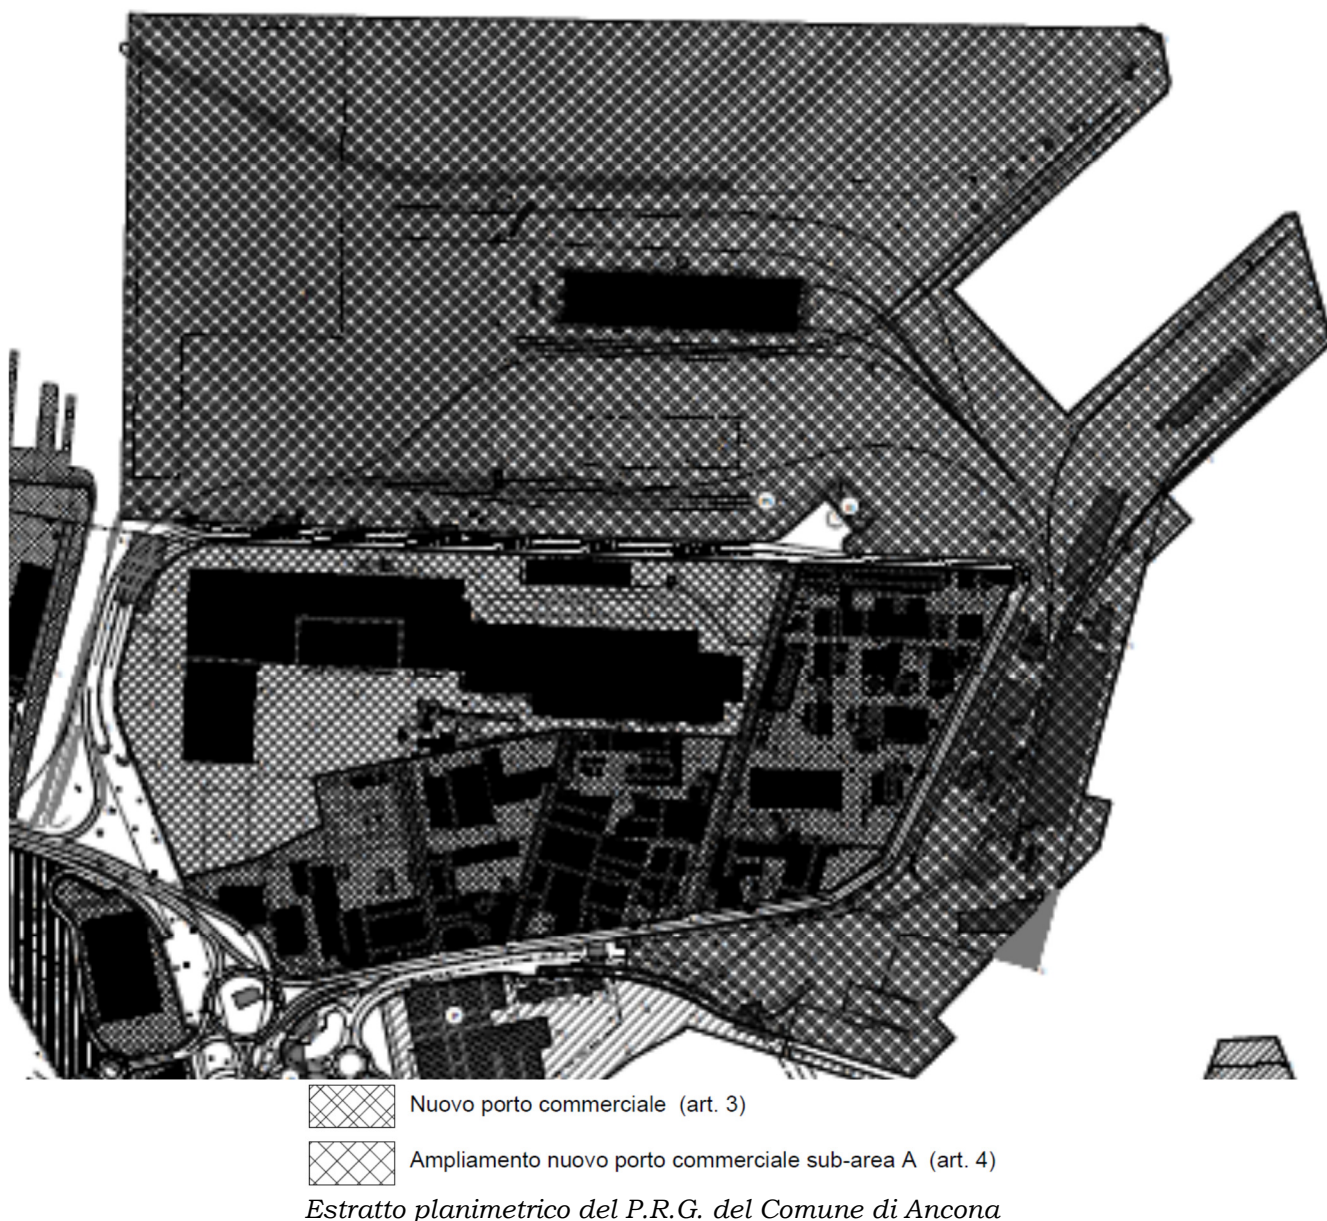 Nuovo porto commerciale (art. 3)
Ampliamento nuovo porto commerciale sub-area A (art. 4)
Estratto planimetrico del P.R.G. del Comune di Ancona